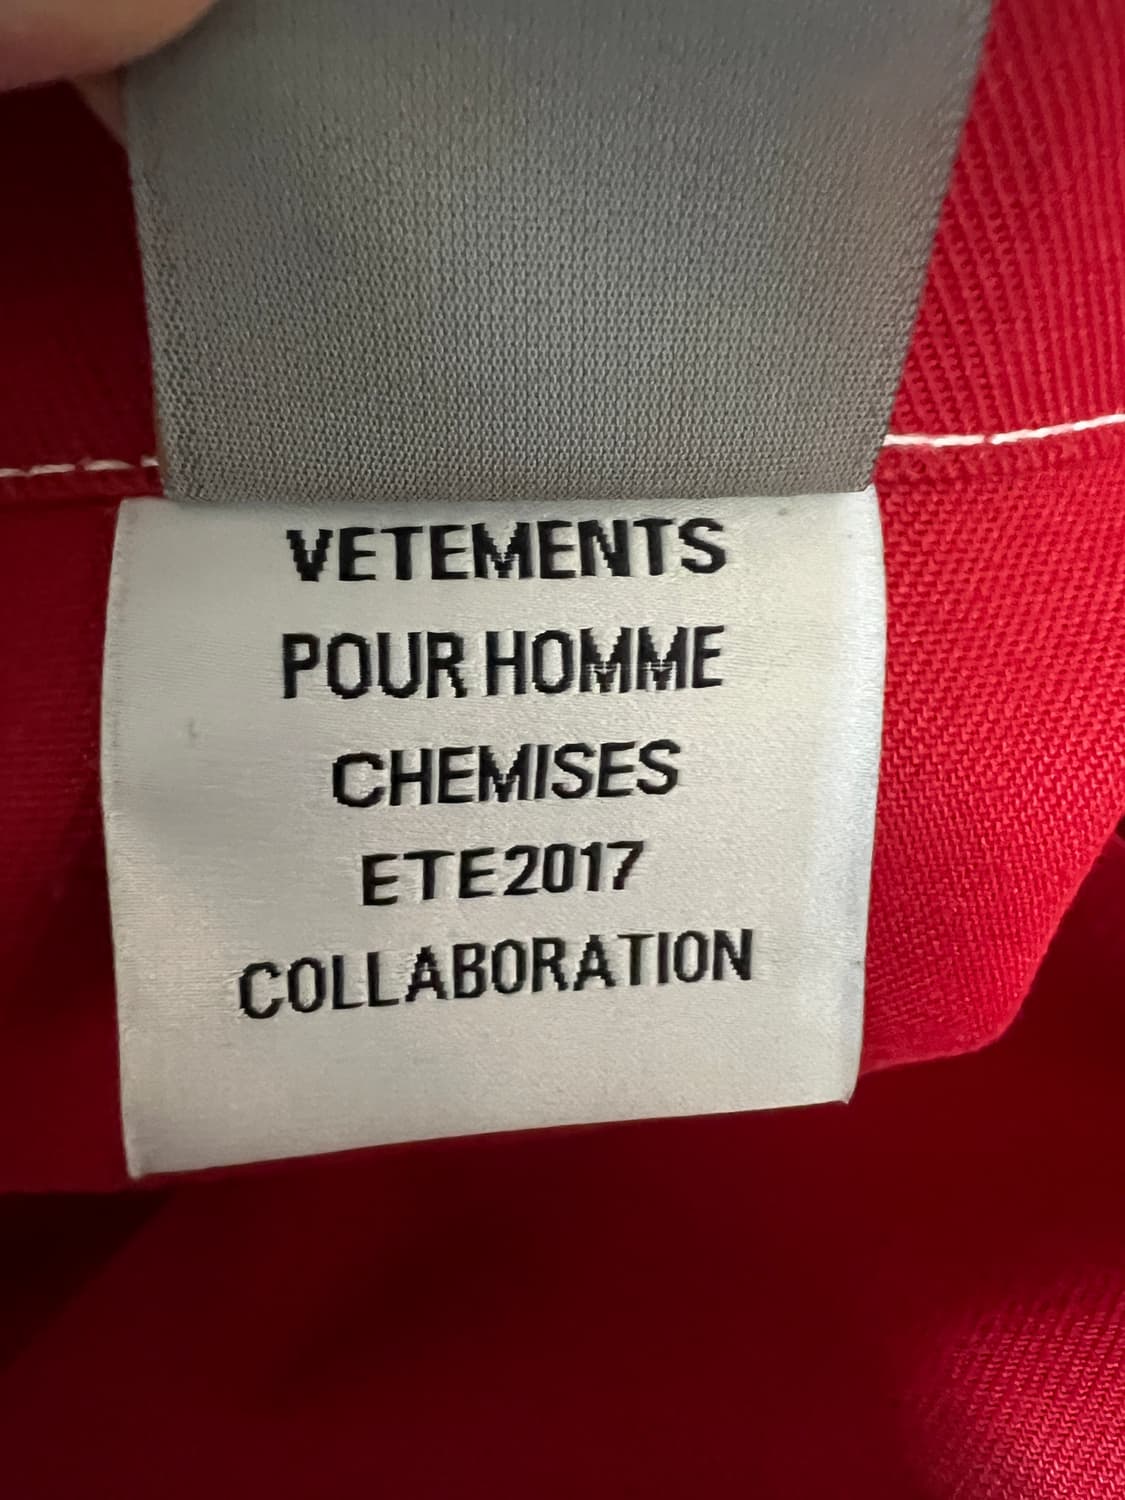 VETEMENTS
POUR HOMME
CHEMISES
ETE2017
COLLABORATION